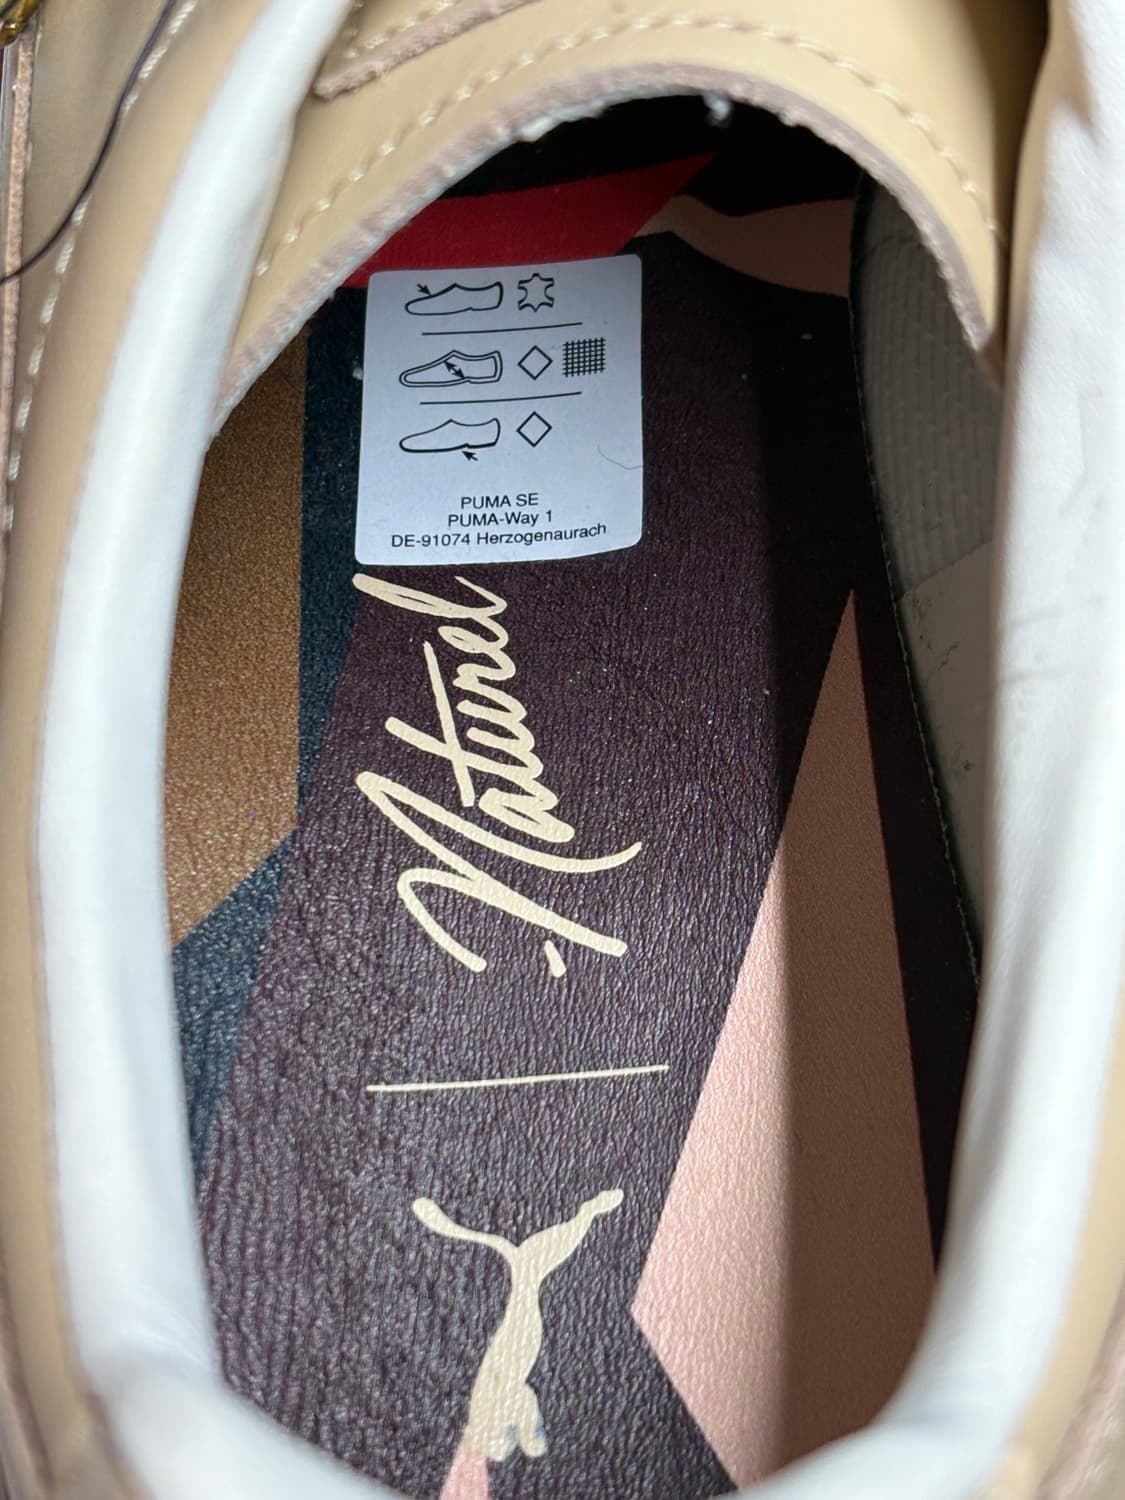 PUMA SE
PUMA-Way 1
DE-91074 Herzogenaurach
Naturel